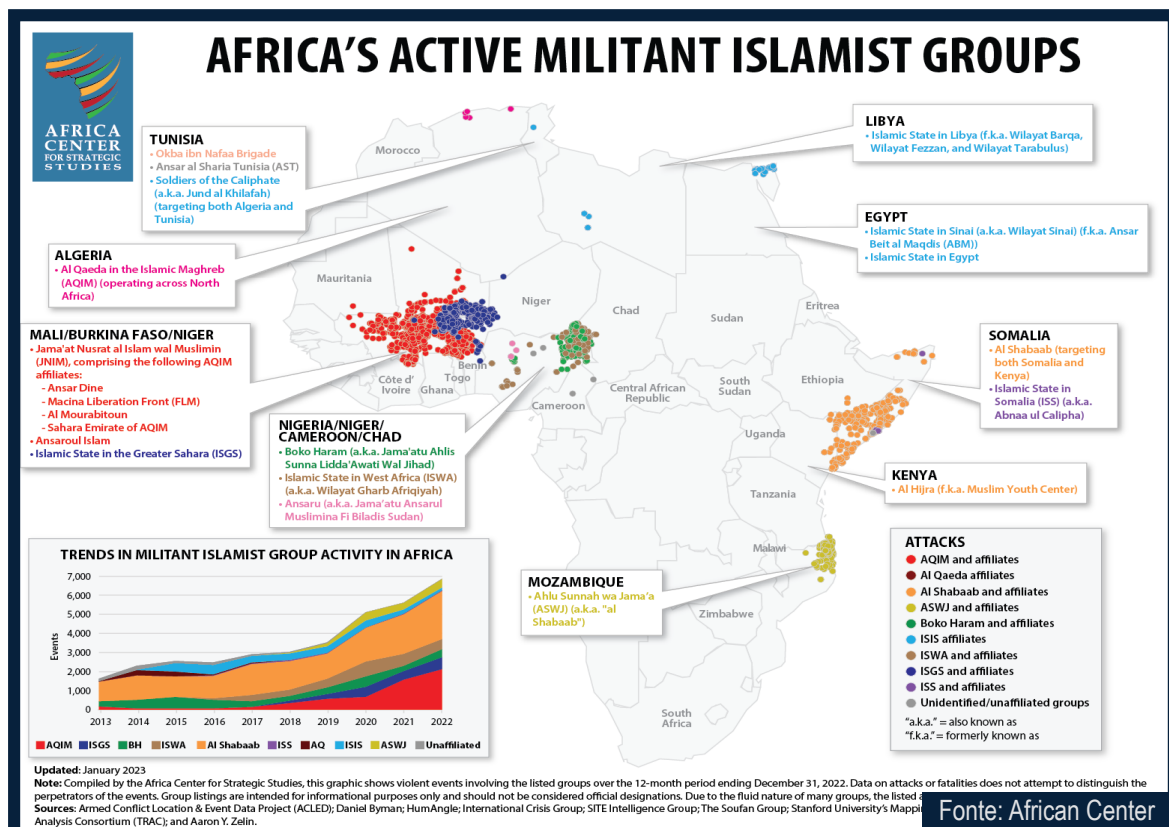 AFRICA'S ACTIVE MILITANT ISLAMIST GROUPS
AFRICA
CENTER
FOR STRATEGIC
STUDIES
TUNISIA
• Okba ibn Nafaa Brigade
• Ansar al Sharia Tunisia (AST)
• Soldiers of the Caliphate
(a.k.a. Jund al Khilafah)
(targeting both Algeria and
Tunisia)
ALGERIA
• Al Qaeda in the Islamic Maghreb
(AQIM) (operating across North
Africa)
MALI/BURKINA FASO/NIGER
• Jama'at Nusrat al Islam wal Muslimin
(JNIM), comprising the following AQIM
affiliates:
- Ansar Dine
- Macina Liberation Front (FLM)
- Al Mourabitoun
- Sahara Emirate of AQIM
• Ansaroul Islam
• Islamic State in the Greater Sahara (ISGS)
NIGERIA/NIGER/
CAMEROON/CHAD
• Boko Haram (a.k.a. Jama'atu Ahlis
Sunna Lidda'Awati Wal Jihad)
• Islamic State in West Africa (ISWA)
(a.k.a. Wilayat Gharb Afriqiyah)
• Ansaru (a.k.a. Jama'atu Ansarul
Muslimina Fi Biladis Sudan)
LIBYA
• Islamic State in Libya (f.k.a. Wilayat Barqa,
Wilayat Fezzan, and Wilayat Tarabulus)
EGYPT
• Islamic State in Sinai (a.k.a. Wilayat Sinai) (f.k.a. Ansar
Beit al Maqdis (ABM))
• Islamic State in Egypt
SOMALIA
• Al Shabaab (targeting
both Somalia and
Kenya)
• Islamic State in
Somalia (ISS) (a.k.a.
Abnaa ul Calipha)
KENYA
• Al Hijra (f.k.a. Muslim Youth Center)
MOZAMBIQUE
• Ahlu Sunnah wa Jama'a
(ASWJ) (a.k.a. "al
Shabaab")
Morocco
Mauritania
Niger
Chad
Sudan
Eritrea
Benin
Togo
Côte d'
Ivoire
Ghana
Cameroon
Central African
Republic
South
Sudan
Ethiopia
Uganda
Tanzania
Malawi
Zimbabwe
South
Africa
TRENDS IN MILITANT ISLAMIST GROUP ACTIVITY IN AFRICA
Events
7,000
6,000
5,000
4,000
3,000
2,000
1,000
0
2013 2014 2015 2016 2017 2018 2019 2020 2021 2022
AQIM ISGS BH ISWA Al Shabaab ISS AQ ISIS ASWJ Unaffiliated
ATTACKS
AQIM and affiliates
Al Qaeda affiliates
Al Shabaab and affiliates
ASWJ and affiliates
Boko Haram and affiliates
ISIS affiliates
ISWA and affiliates
ISGS and affiliates
ISS and affiliates
Unidentified/unaffiliated groups
"a.k.a." = also known as
"f.k.a." = formerly known as
Updated: January 2023
Note: Compiled by the Africa Center for Strategic Studies, this graphic shows violent events involving the listed groups over the 12-month period ending December 31, 2022. Data on attacks or fatalities does not attempt to distinguish the
perpetrators of the events. Group listings are intended for informational purposes only and should not be considered official designations. Due to the fluid nature of many groups, the listed
Sources: Armed Conflict Location & Event Data Project (ACLED); Daniel Byman; HumAngle; International Crisis Group; SITE Intelligence Group; The Soufan Group; Stanford University's
Analysis Consortium (TRAC); and Aaron Y. Zelin.
Fonte: African Center